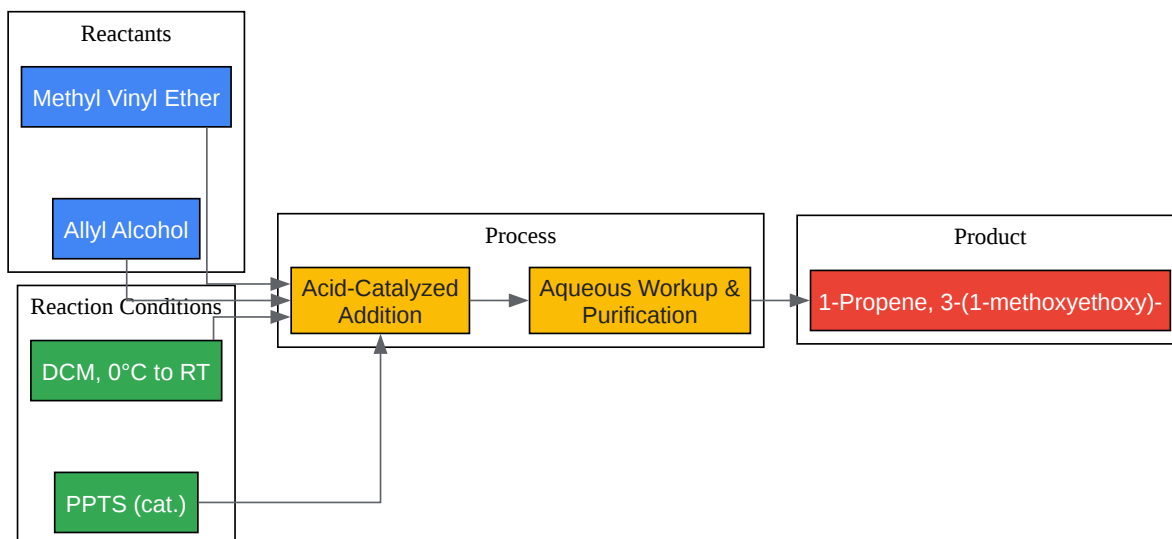 Reactants
Methyl Vinyl Ether
Allyl Alcohol
Reaction Conditions
DCM, 0°C to RT
PPTS (cat.)
Process
Acid-Catalyzed
Addition
Aqueous Workup &
Purification
Product
1-Propene, 3-(1-methoxyethoxy)-